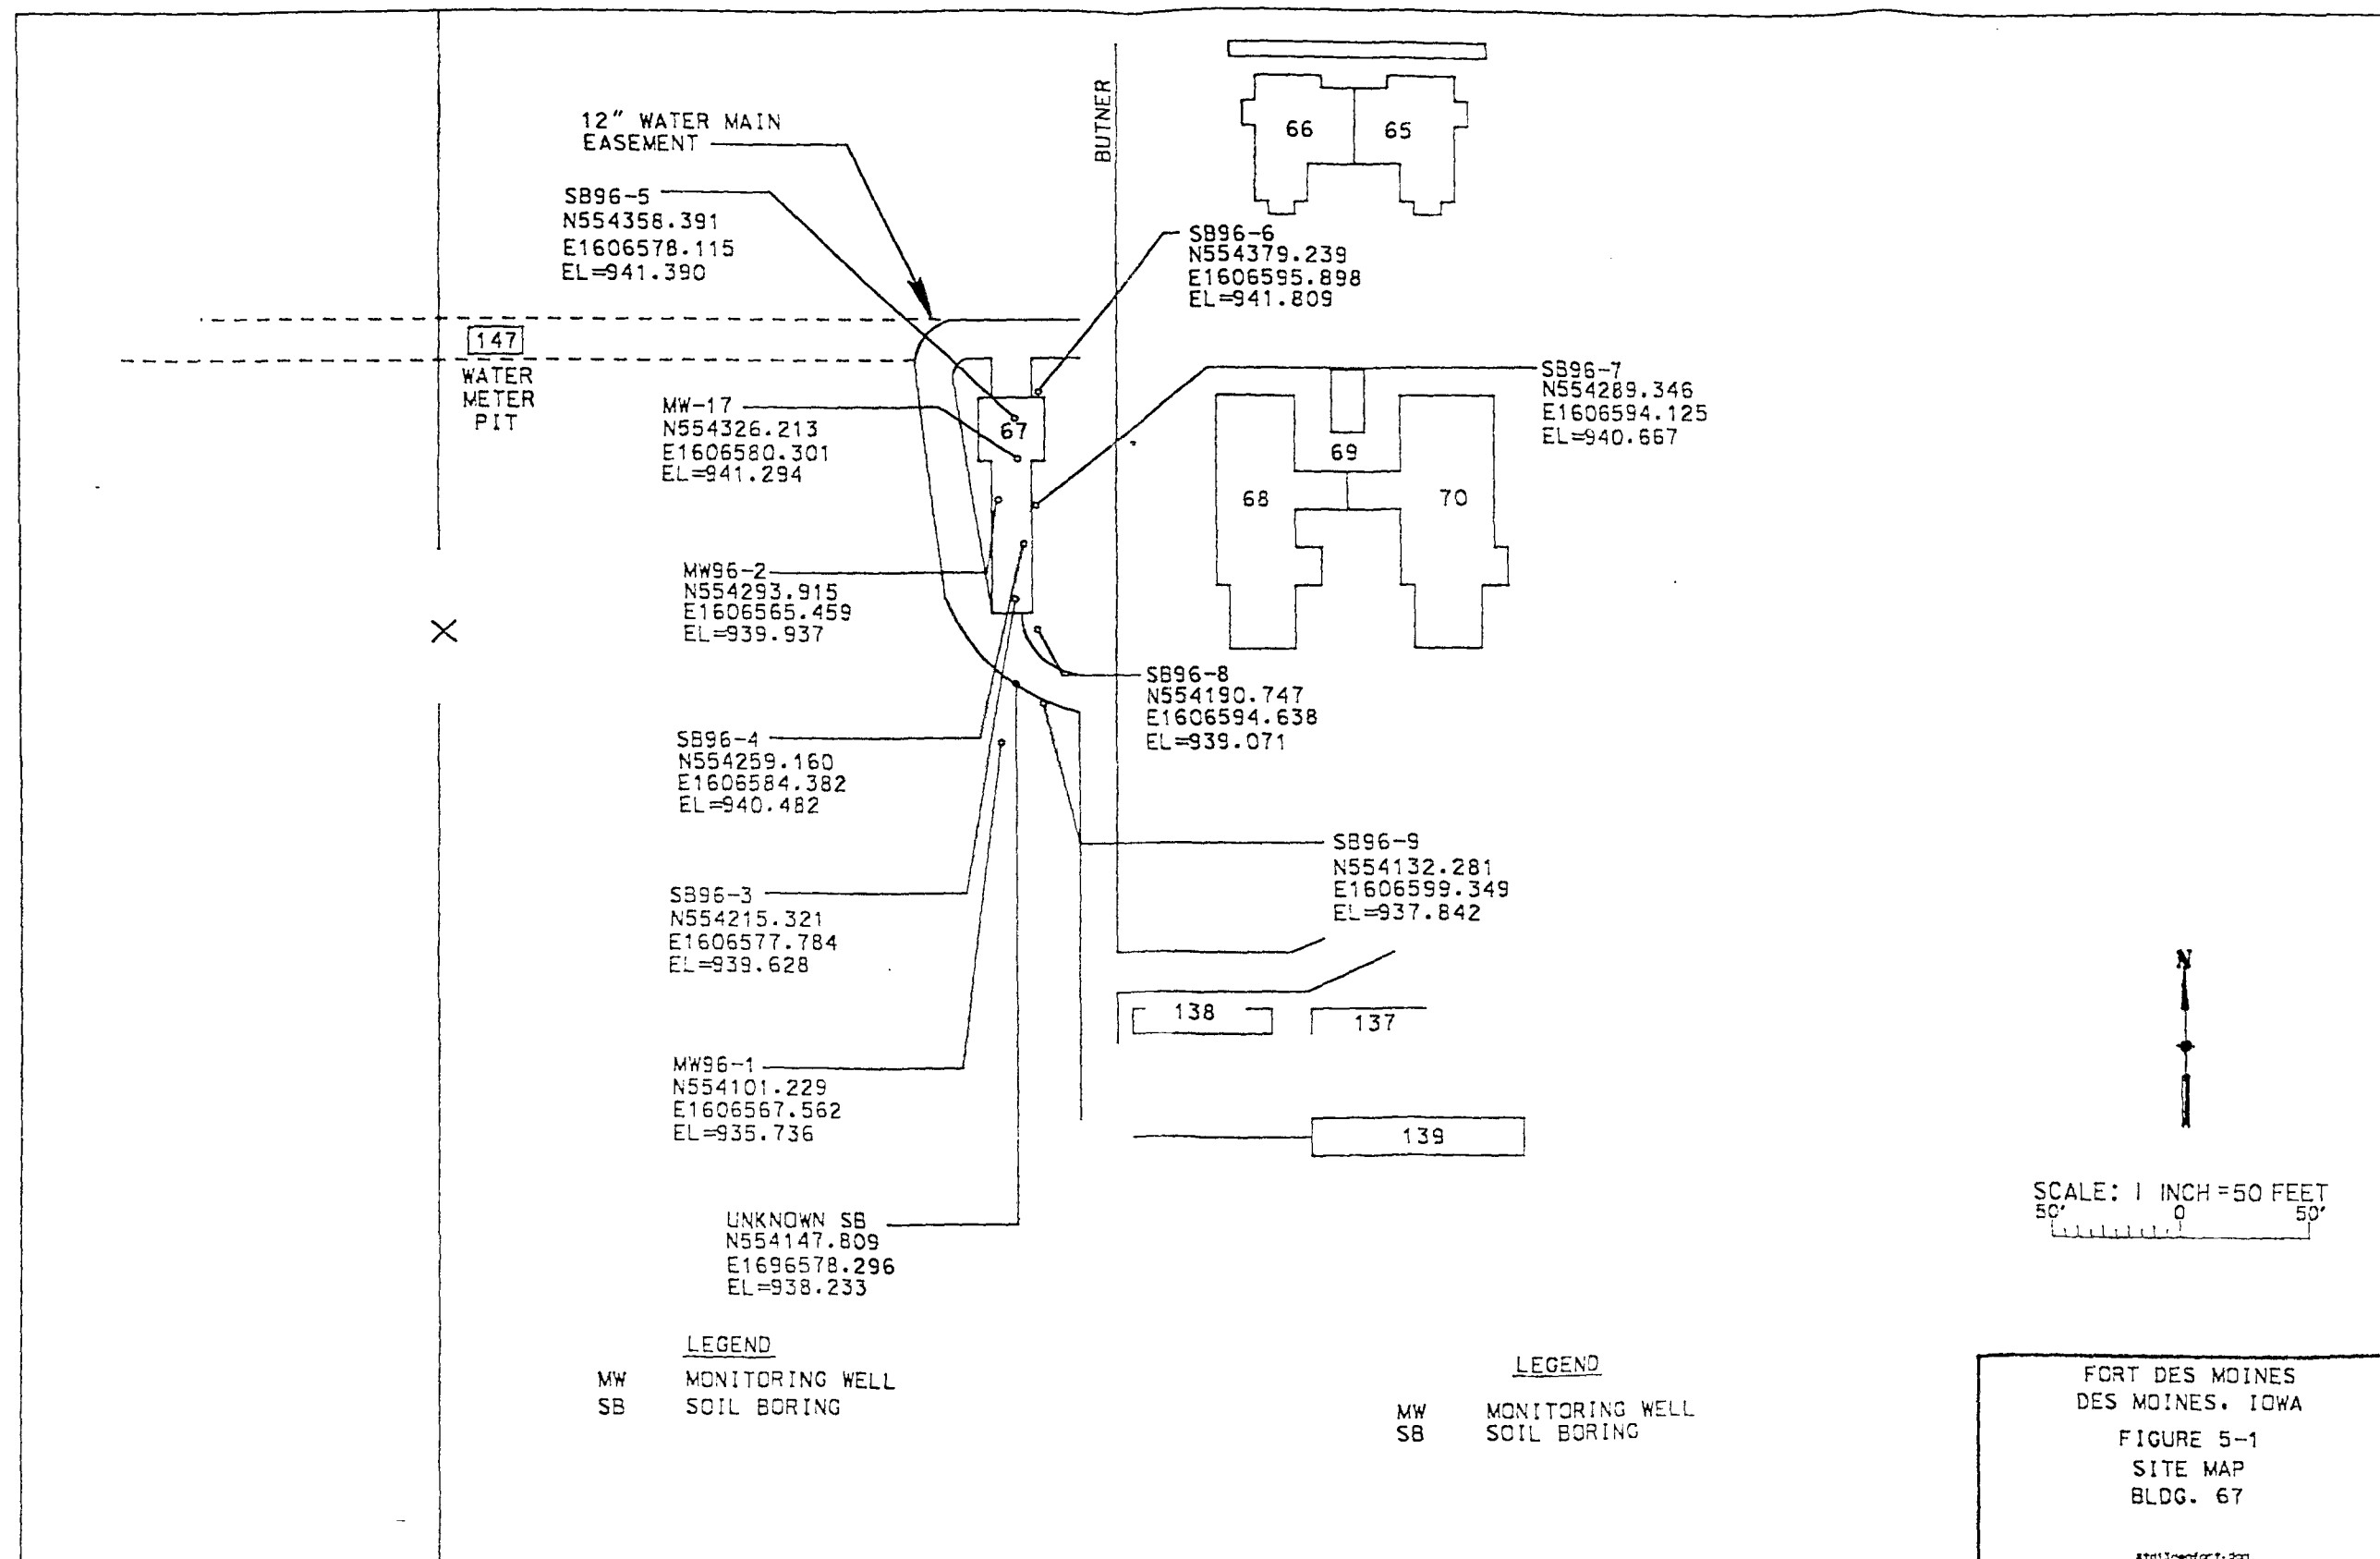 12" WATER MAIN
EASEMENT
BUTNER
66
65
SB96-5
N554358.391
E1606578.115
EL=941.390
SB96-6
N554379.239
E1606595.898
EL=941.809
147
WATER
METER
PIT
SB96-7
N554289.346
E1606594.125
EL=940.667
MW-17
N554326.213
E1606580.301
EL=941.294
67
69
68
70
MW96-2
N554293.915
E1606565.459
EL=939.937
SB96-8
N554190.747
E1606594.638
EL=939.071
SB96-4
N554259.160
E1606584.382
EL=940.482
SB96-9
N554132.281
E1606599.349
EL=937.842
SB96-3
N554215.321
E1606577.784
EL=939.628
N
138
137
MW96-1
N554101.229
E1606567.562
EL=935.736
139
SCALE: 1 INCH = 50 FEET
50' 0 50'
UNKNOWN SB
N554147.809
E1696578.296
EL=938.233
LEGEND
MW MONITORING WELL
SB SOIL BORING
LEGEND
MW MONITORING WELL
SB SOIL BORING
FORT DES MOINES
DES MOINES. IOWA
FIGURE 5-1
SITE MAP
BLDG. 67